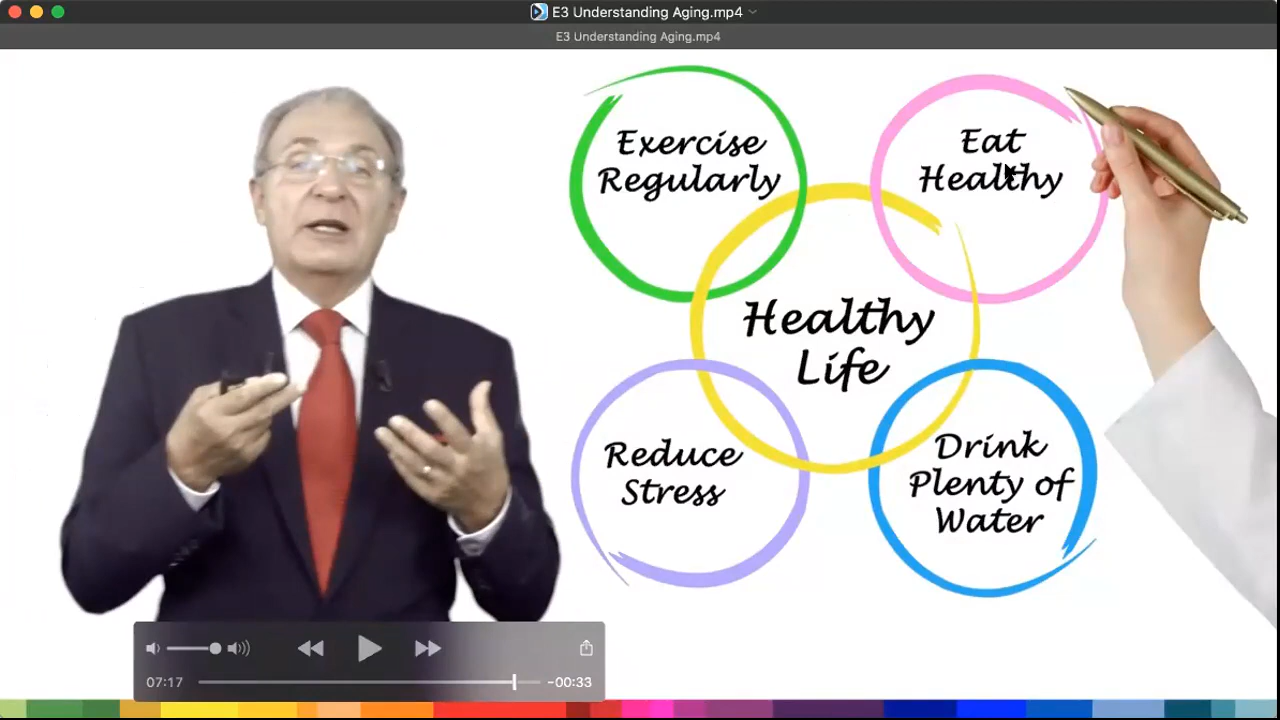 E3 Understanding Aging.mp4
E3 Understanding Aging.mp4
Exercise
Regularly
Eat
Healthy
Healthy
Life
Reduce
Stress
Drink
Plenty of
Water
07:17
-00:33